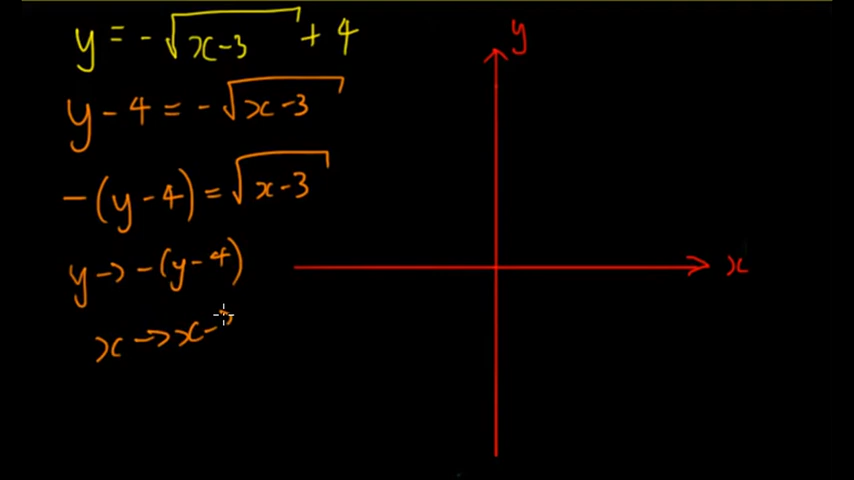 y = -√(x-3) + 4
y - 4 = -√(x-3)
-(y-4) = √(x-3)
y → -(y-4)
x → x-
y
x